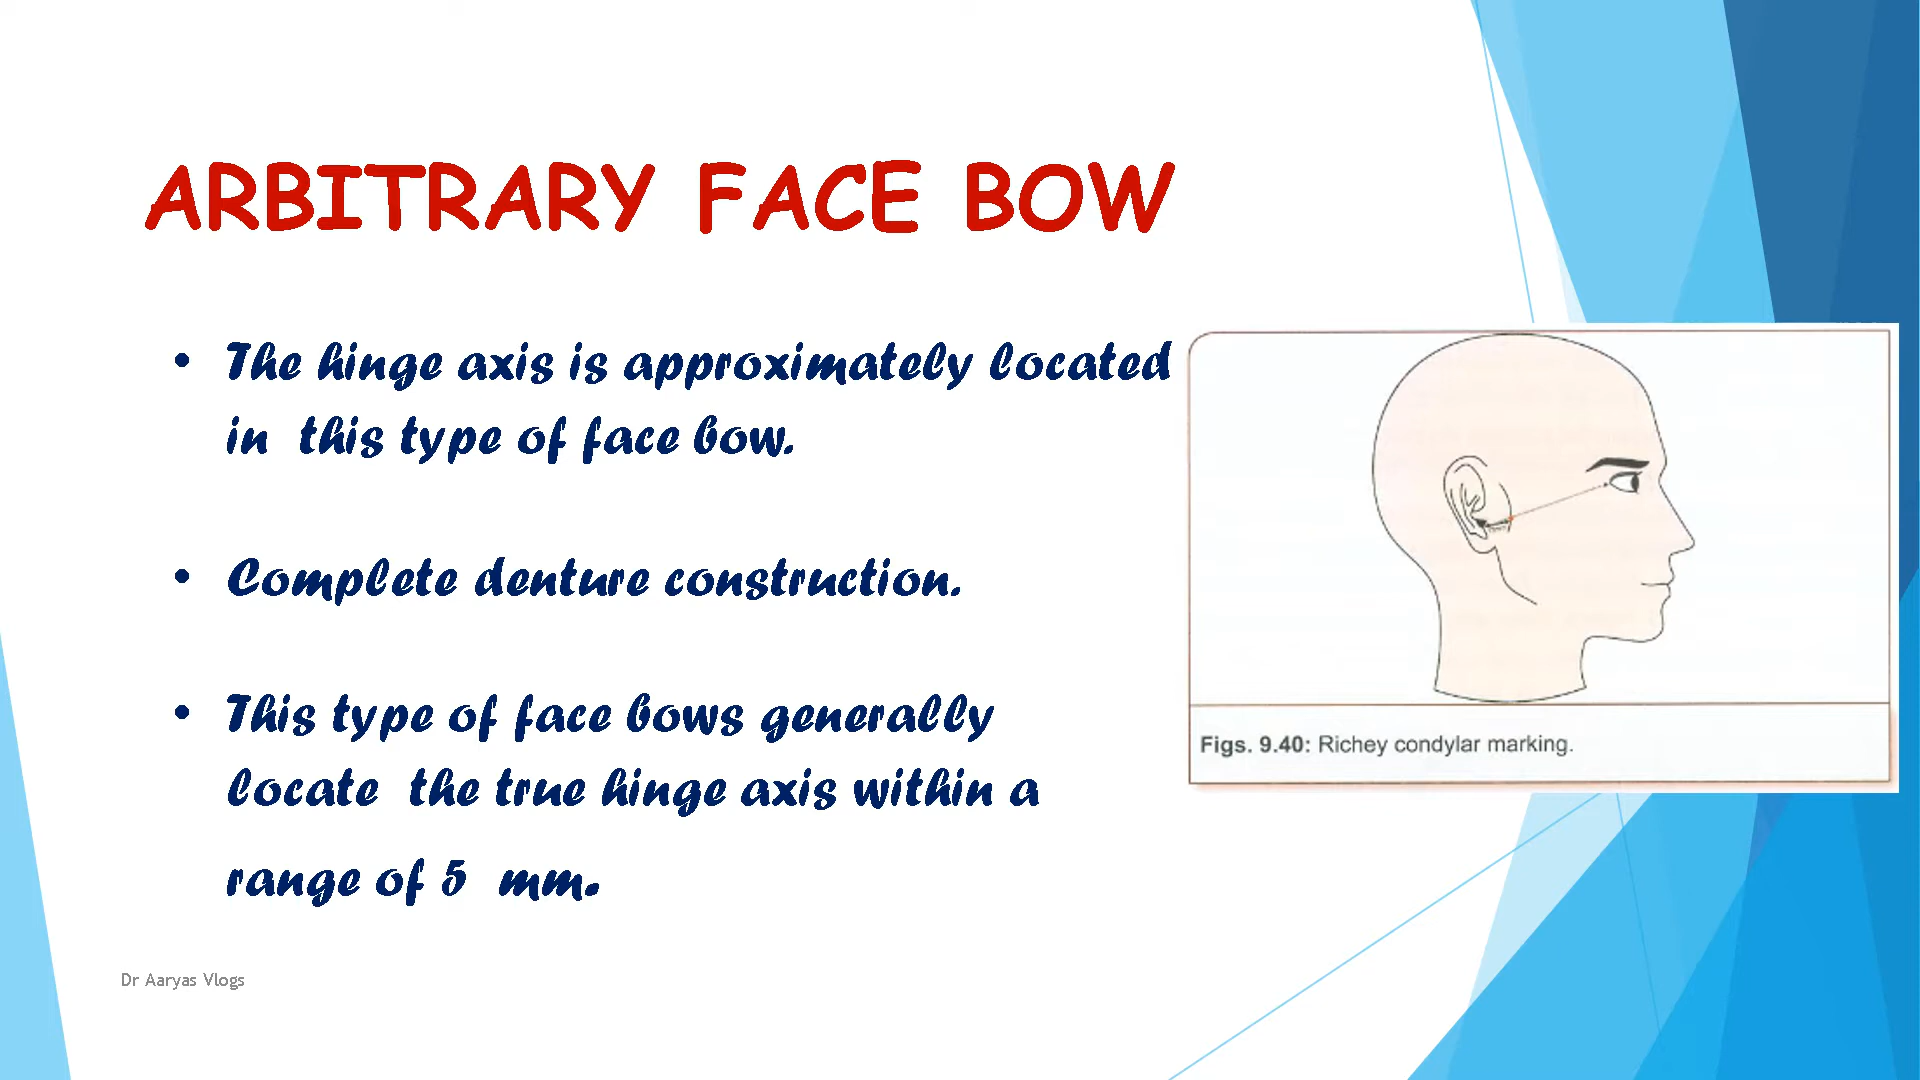 ARBITRARY FACE BOW
• The hinge axis is approximately located
in this type of face bow.
• Complete denture construction.
• This type of face bows generally
locate the true hinge axis within a
range of 5 mm.
Figs. 9.40: Richey condylar marking.
Dr Aaryas Vlogs